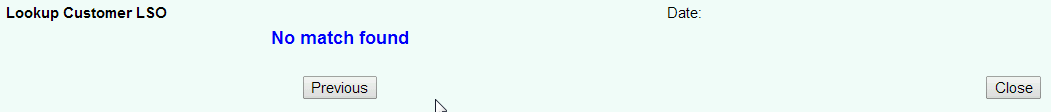 Lookup Customer LSO Date:
No match found
Previous Close